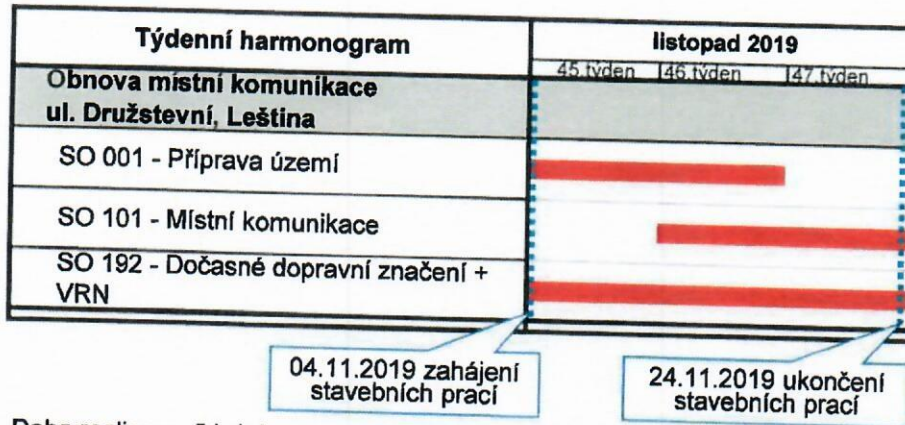 Týdenní harmonogram
listopad 2019
45.týden 46.týden 47.týden
Obnova místní komunikace
ul. Družstevní, Leština
SO 001 - Příprava území
SO 101 - Místní komunikace
SO 192 - Dočasné dopravní značení +
VRN
04.11.2019 zahájení
stavebních prací
24.11.2019 ukončení
stavebních prací